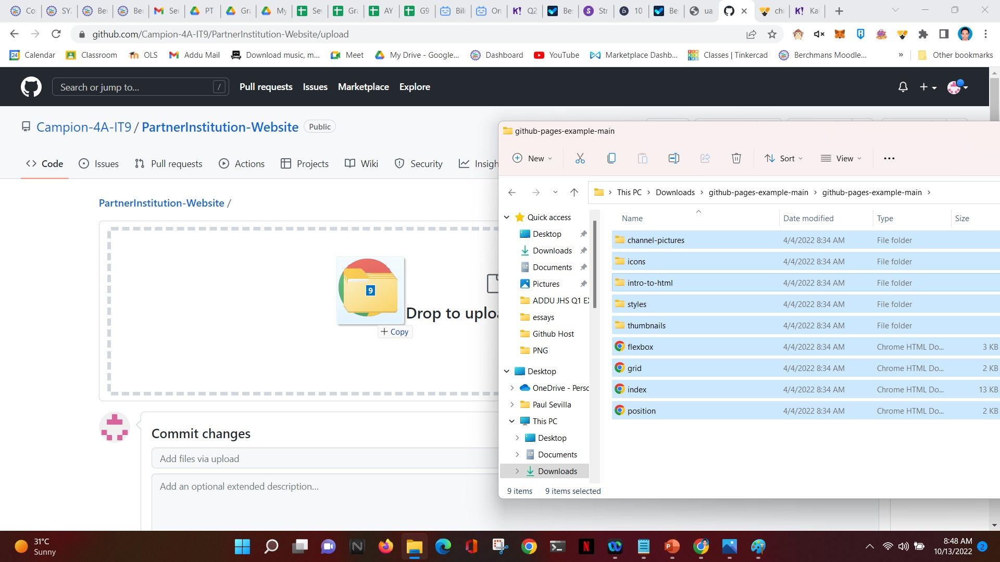 Co
SY
Ber
Be
Ser
PT
Gra
My
Se
Gra
AY
G9
Bili
On
Q2
Be
Str
10
Be
ua
ch
Ka
github.com/Campion-4A-IT9/PartnerInstitution-Website/upload
24 Calendar
Classroom
OLS
Addu Mail
Download music, m...
Meet
My Drive - Google...
Dashboard
YouTube
Marketplace Dashb...
Classes | Tinkercad
Berchmans Moodle...
»
Other bookmarks
Search or jump to... /
Pull requests
Issues
Marketplace
Explore
Campion-4A-IT9 / PartnerInstitution-Website Public
Code
Issues
Pull requests
Actions
Projects
Wiki
Security
Insigh
PartnerInstitution-Website /
9
Drop to uplo
+ Copy
Commit changes
Add files via upload
Add an optional extended description...
github-pages-example-main
New
Sort
View
This PC > Downloads > github-pages-example-main > github-pages-example-main >
Quick access
Desktop
Downloads
Documents
Pictures
ADDU JHS Q1 EX
essays
Github Host
PNG
Desktop
OneDrive - Persc
Paul Sevilla
This PC
Desktop
Documents
Downloads
Name Date modified Type Size
channel-pictures 4/4/2022 8:34 AM File folder
icons 4/4/2022 8:34 AM File folder
intro-to-html 4/4/2022 8:34 AM File folder
styles 4/4/2022 8:34 AM File folder
thumbnails 4/4/2022 8:34 AM File folder
flexbox 4/4/2022 8:34 AM Chrome HTML Do... 3 KB
grid 4/4/2022 8:34 AM Chrome HTML Do... 2 KB
index 4/4/2022 8:34 AM Chrome HTML Do... 13 KB
position 4/4/2022 8:34 AM Chrome HTML Do... 2 KB
9 items 9 items selected
31°C
Sunny
8:48 AM
10/13/2022
2